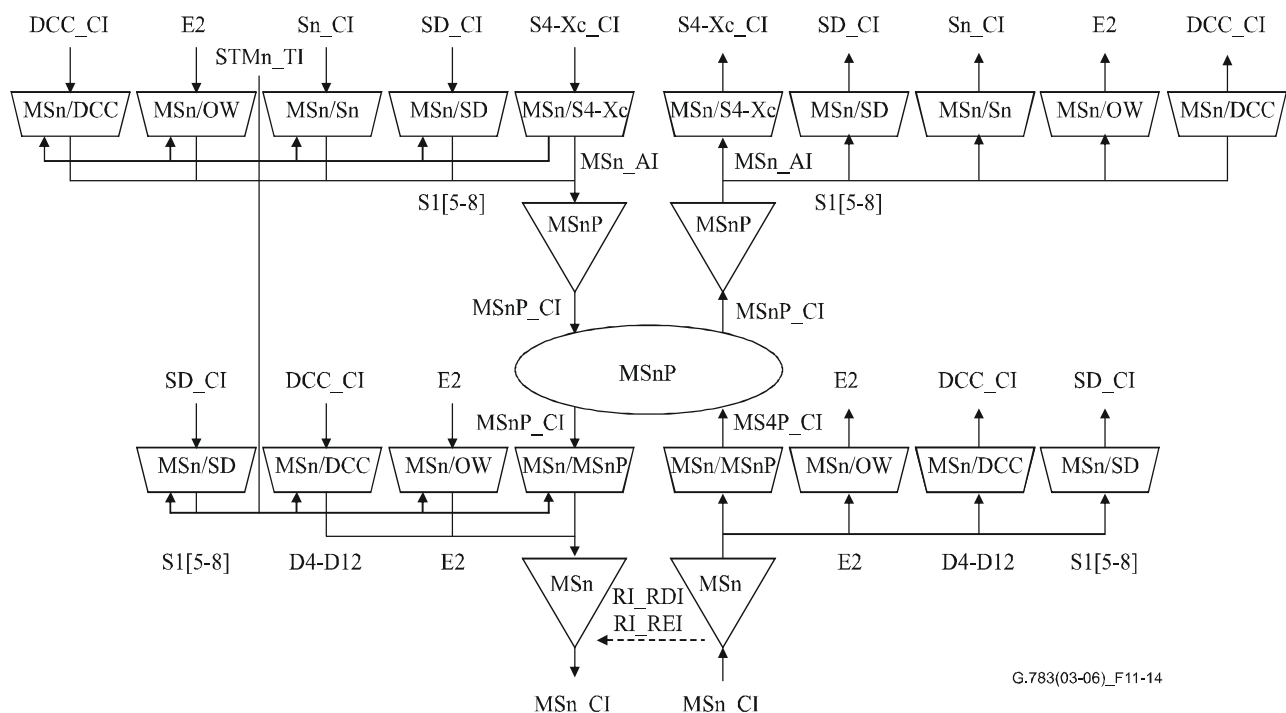 DCC_CI E2 Sn_CI SD_CI S4-Xc_CI S4-Xc_CI SD_CI Sn_CI E2 DCC_CI
STMn_TI
MSn/DCC MSn/OW MSn/Sn MSn/SD MSn/S4-Xc MSn/S4-Xc MSn/SD MSn/Sn MSn/OW MSn/DCC
MSn_AI MSn_AI
S1[5-8] S1[5-8]
MSnP MSnP
MSnP_CI MSnP_CI
MSnP
SD_CI DCC_CI E2 E2 DCC_CI SD_CI
MSnP_CI MS4P_CI
MSn/SD MSn/DCC MSn/OW MSn/MSnP MSn/MSnP MSn/OW MSn/DCC MSn/SD
S1[5-8] D4-D12 E2 E2 D4-D12 S1[5-8]
MSn MSn
RI_RDI
RI_REI
MSn_CI MSn_CI
G.783(03-06)_F11-14